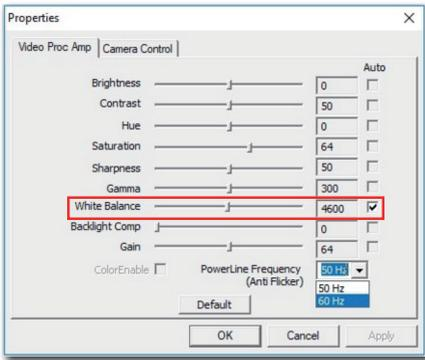 Properties
Video Proc Amp Camera Control
Auto
Brightness 0
Contrast 50
Hue 0
Saturation 64
Sharpness 50
Gamma 300
White Balance 4600
Backlight Comp 0
Gain 64
ColorEnable PowerLine Frequency 50 Hz
(Anti Flicker)
50 Hz
60 Hz
Default
OK Cancel Apply